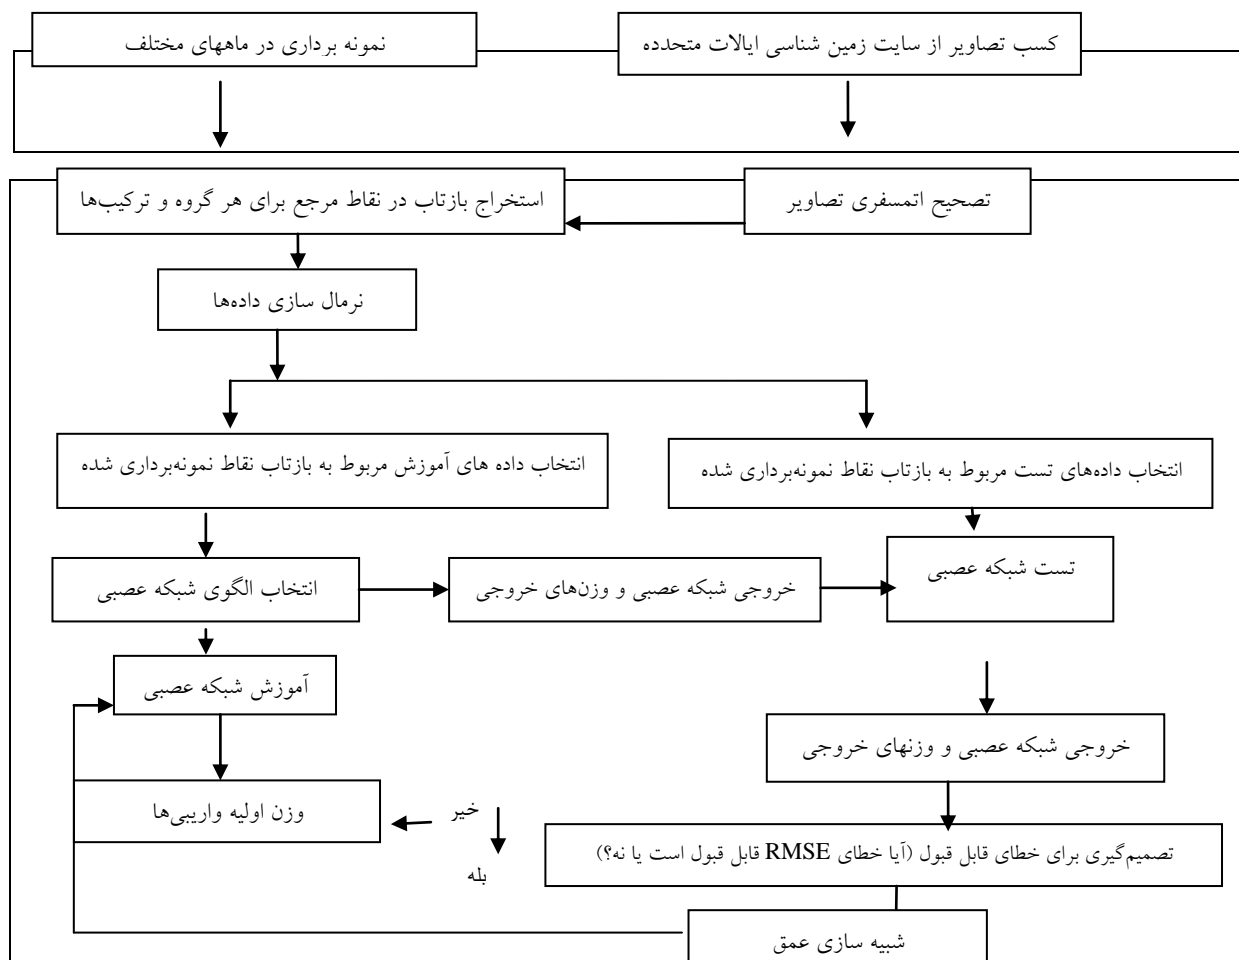 کسب تصاویر از سایت زمین شناسی ایالات متحدده
نمونه برداری در ماههای مختلف
تصحیح اتمسفری تصاویر
استخراج بازتاب در نقاط مرجع برای هر گروه و ترکیب‌ها
نرمال سازی داده‌ها
انتخاب داده‌های تست مربوط به بازتاب نقاط نمونه‌برداری شده
انتخاب داده های آموزش مربوط به بازتاب نقاط نمونه‌برداری شده
تست شبکه عصبی
خروجی شبکه عصبی و وزن‌های خروجی
انتخاب الگوی شبکه عصبی
آموزش شبکه عصبی
خروجی شبکه عصبی و وزنهای خروجی
وزن اولیه واریبی‌ها
خیر
بله
تصمیم‌گیری برای خطای قابل قبول (آیا خطای RMSE قابل قبول است یا نه؟)
شبیه سازی عمق